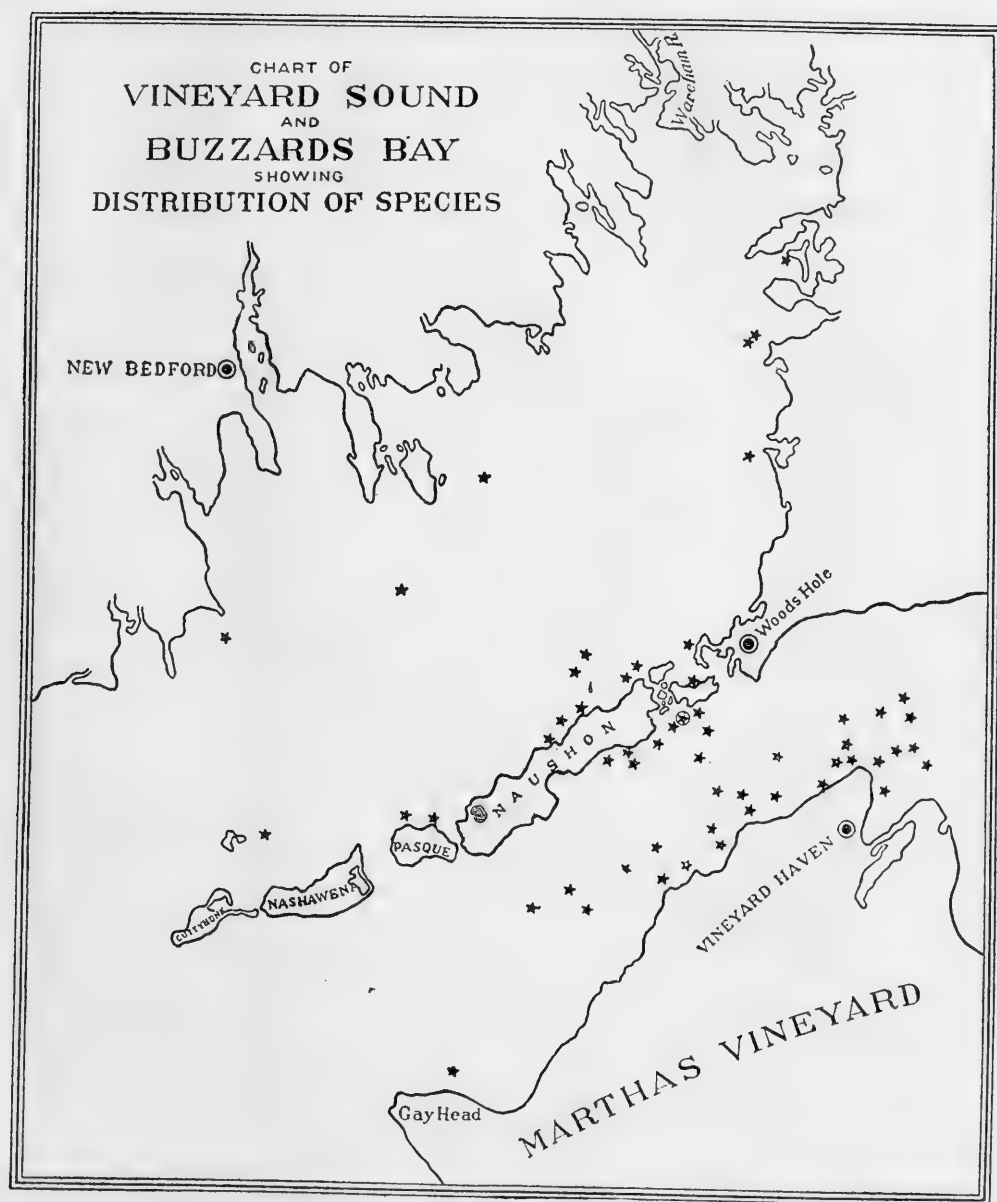 CHART OF
VINEYARD SOUND
AND
BUZZARDS BAY
SHOWING
DISTRIBUTION OF SPECIES
Wareham R.
NEW BEDFORD
Woods Hole
NAUSHON
PASQUE
NASHAWENA
CUTTYHUNK
VINEYARD HAVEN
MARTHAS VINEYARD
Gay Head